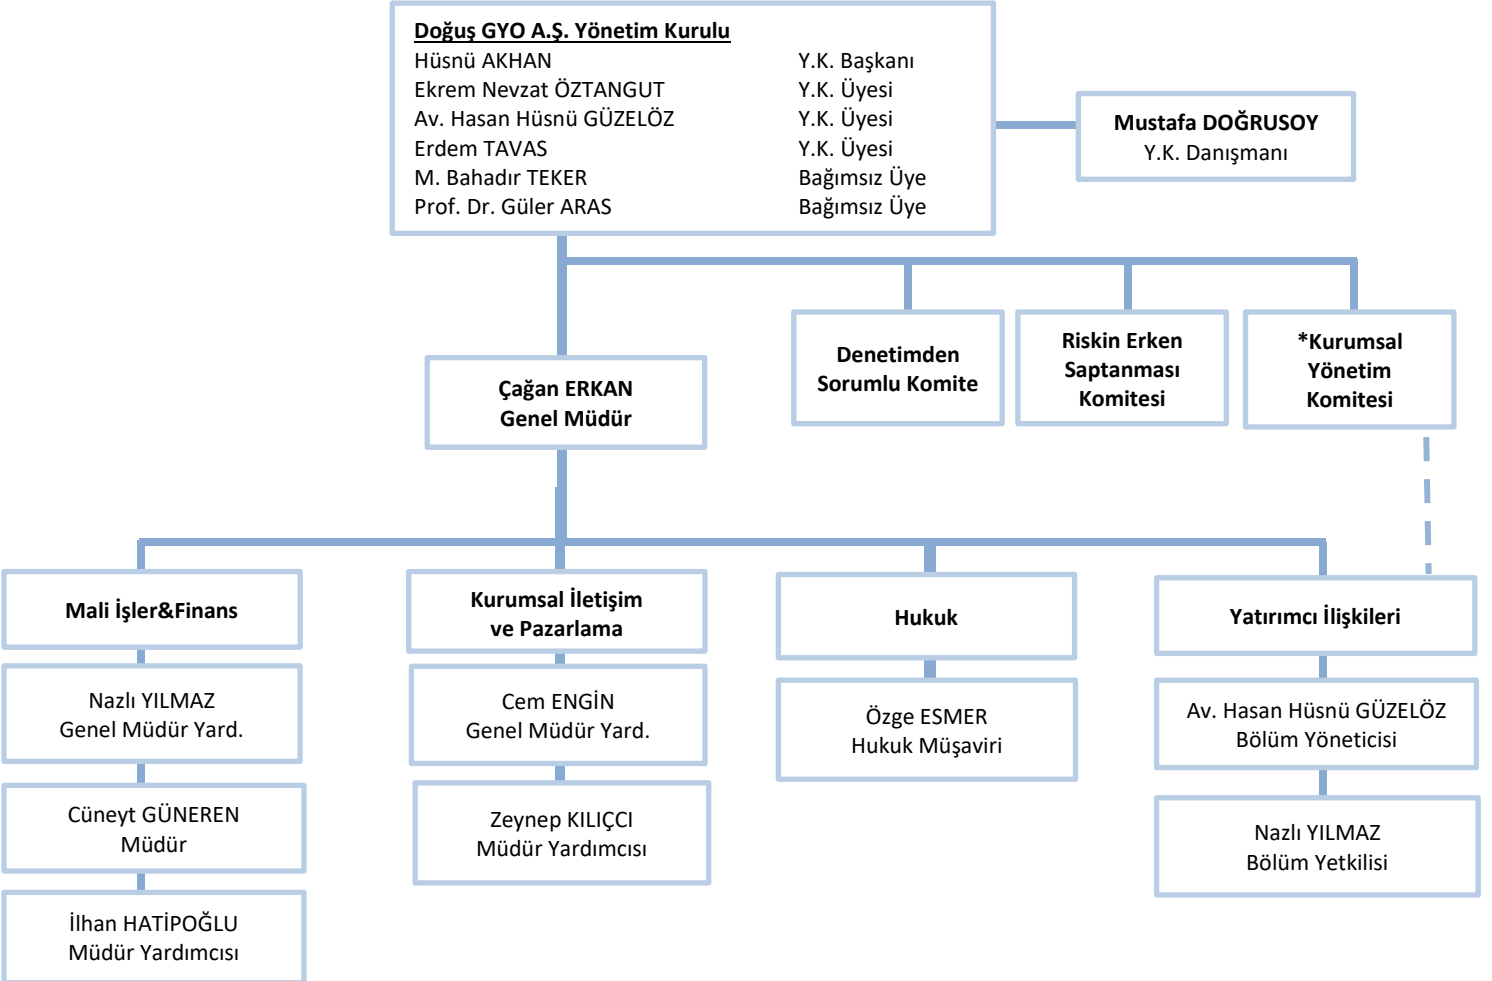 Doğuş GYO A.Ş. Yönetim Kurulu
Hüsnü AKHAN Y.K. Başkanı
Ekrem Nevzat ÖZTANGUT Y.K. Üyesi
Av. Hasan Hüsnü GÜZELÖZ Y.K. Üyesi
Erdem TAVAS Y.K. Üyesi
M. Bahadır TEKER Bağımsız Üye
Prof. Dr. Güler ARAS Bağımsız Üye
Mustafa DOĞRUSOY
Y.K. Danışmanı
Denetimden
Sorumlu Komite
Riskin Erken
Saptanması
Komitesi
*Kurumsal
Yönetim
Komitesi
Çağan ERKAN
Genel Müdür
Mali İşler&Finans
Nazlı YILMAZ
Genel Müdür Yard.
Cüneyt GÜNEREN
Müdür
İlhan HATİPOĞLU
Müdür Yardımcısı
Kurumsal İletişim
ve Pazarlama
Cem ENGİN
Genel Müdür Yard.
Zeynep KILIÇCI
Müdür Yardımcısı
Hukuk
Özge ESMER
Hukuk Müşaviri
Yatırımcı İlişkileri
Av. Hasan Hüsnü GÜZELÖZ
Bölüm Yöneticisi
Nazlı YILMAZ
Bölüm Yetkilisi